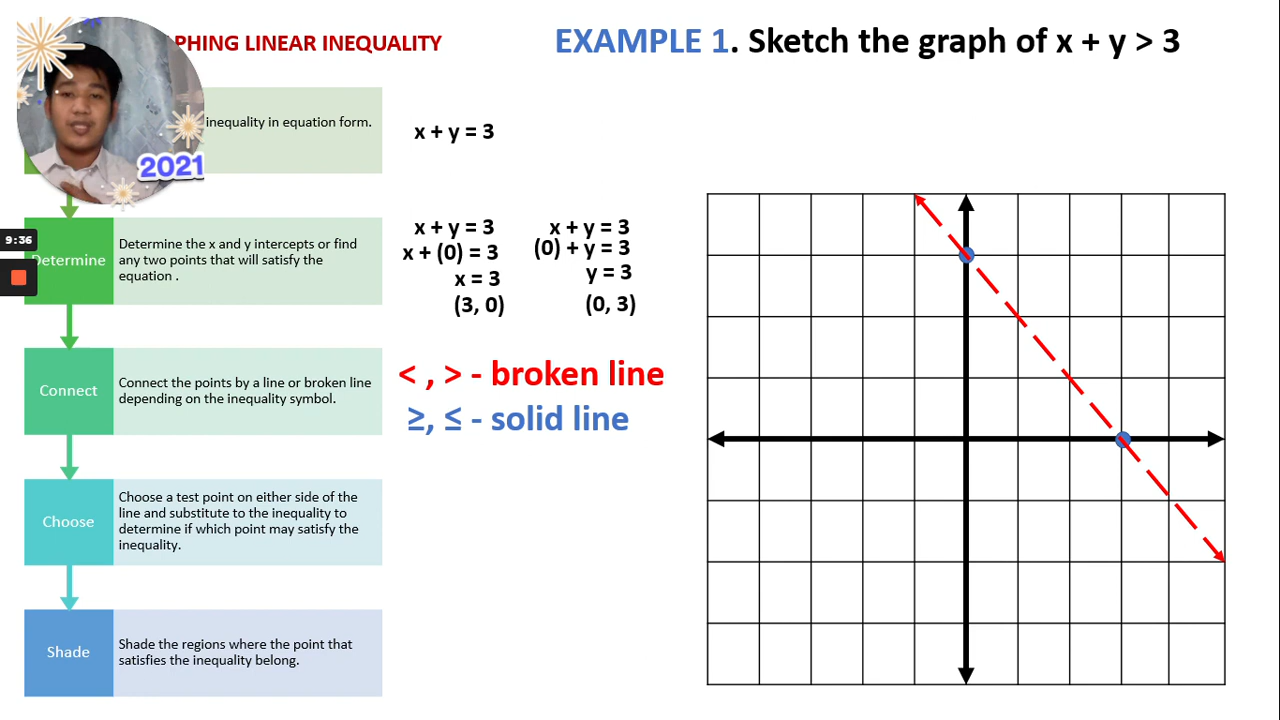 PHING LINEAR INEQUALITY
EXAMPLE 1. Sketch the graph of x + y > 3
inequality in equation form.
2021
x + y = 3
9:36
Determine
Determine the x and y intercepts or find
any two points that will satisfy the
equation .
x + y = 3
x + (0) = 3
x = 3
(3, 0)
x + y = 3
(0) + y = 3
y = 3
(0, 3)
Connect
Connect the points by a line or broken line
depending on the inequality symbol.
< , > - broken line
≥, ≤ - solid line
Choose
Choose a test point on either side of the
line and substitute to the inequality to
determine if which point may satisfy the
inequality.
Shade
Shade the regions where the point that
satisfies the inequality belong.